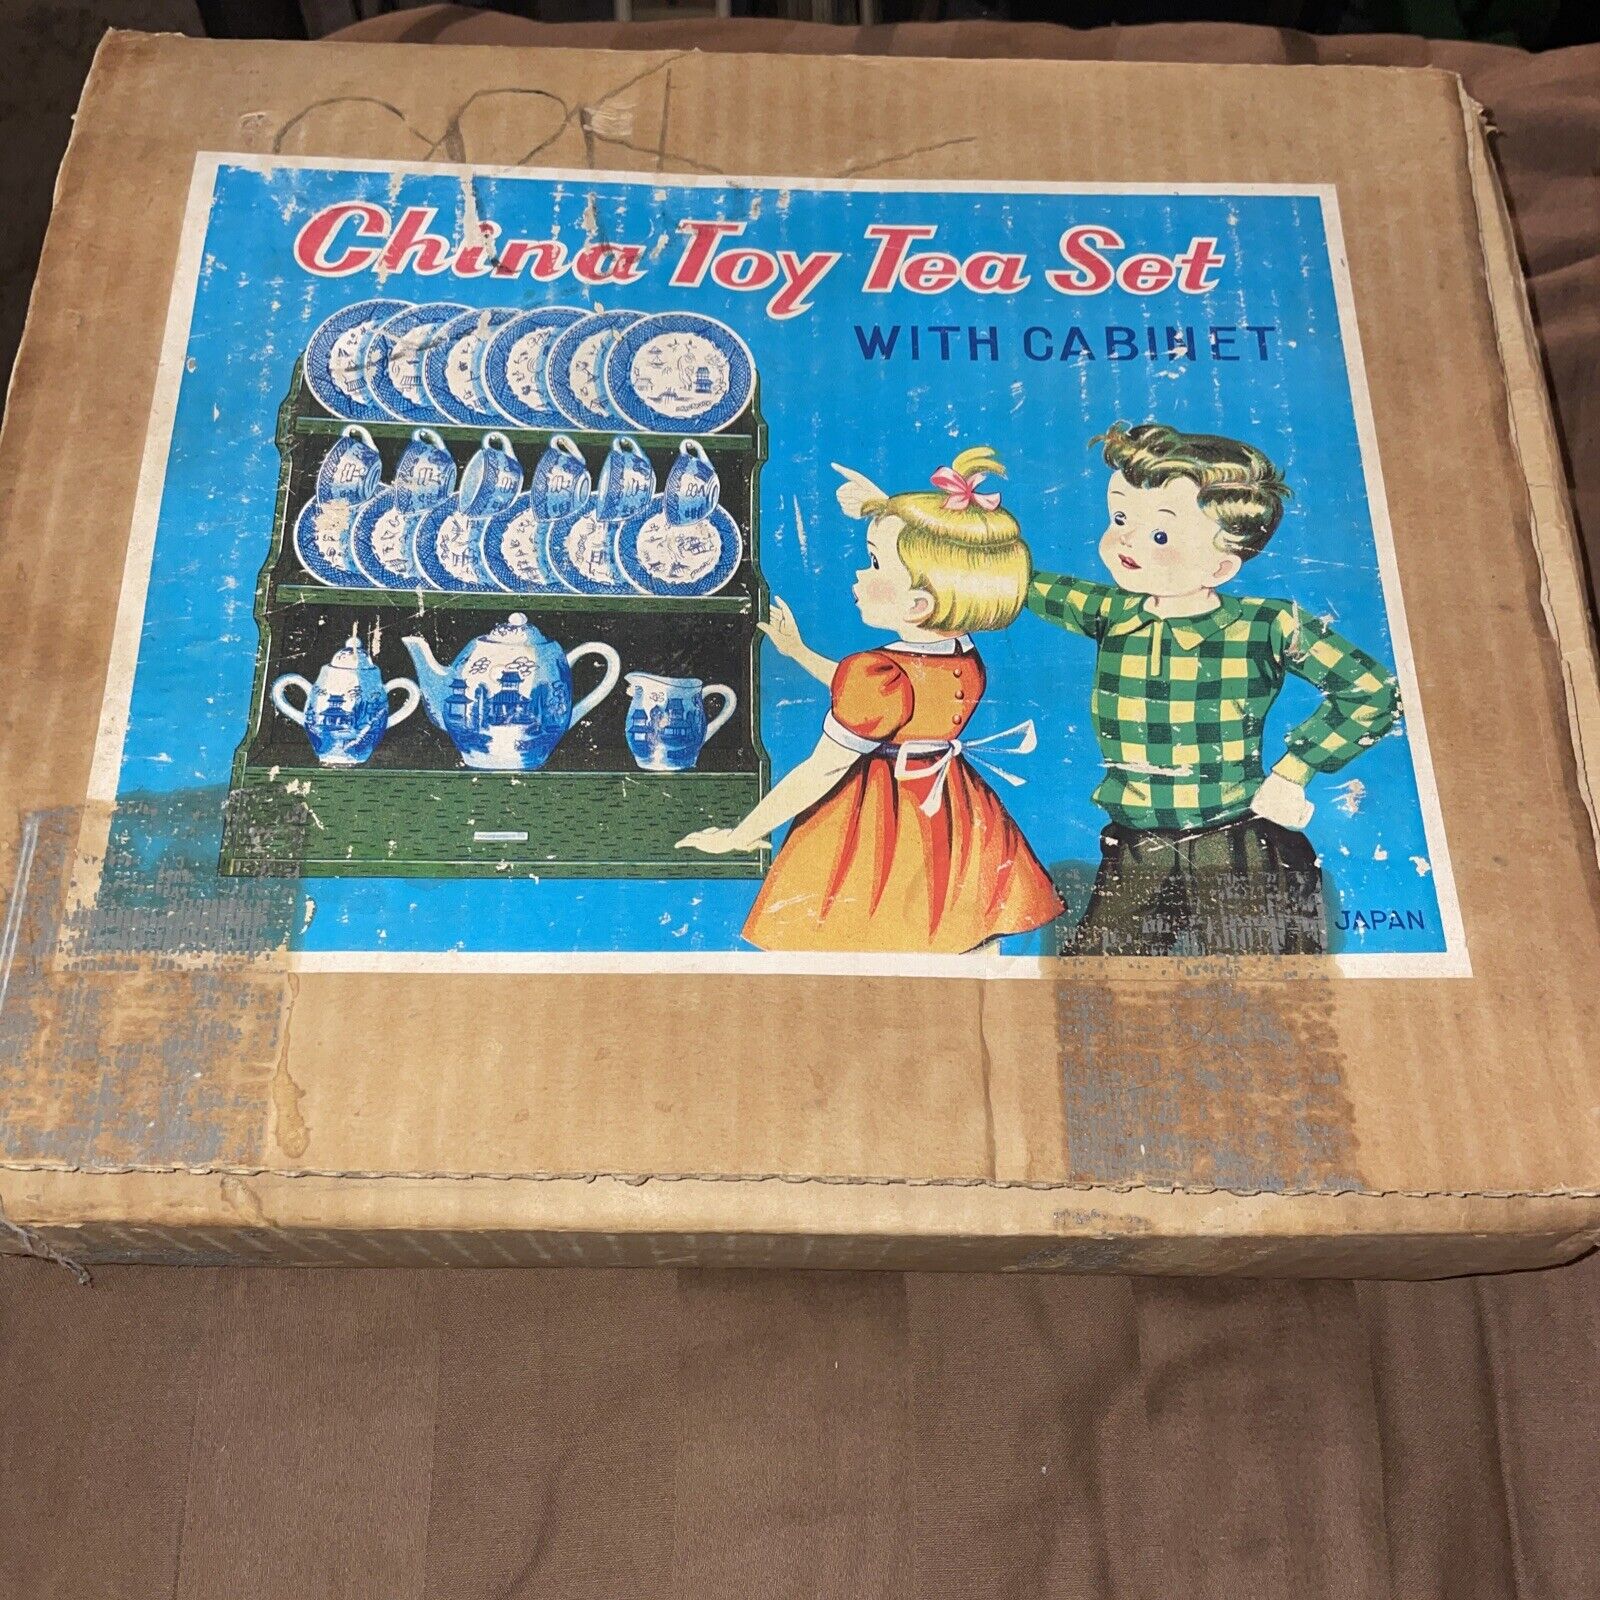 China Toy Tea Set
WITH CABINET
JAPAN